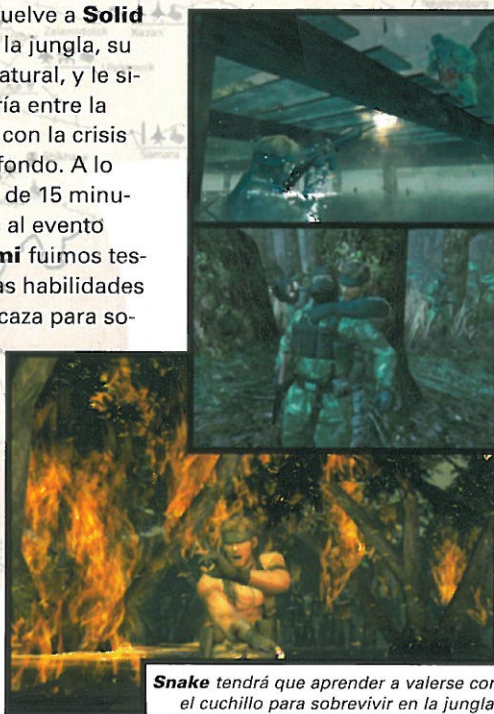 uelve a Solid
la jungla, su
atural, y le si-
ría entre la
con la crisis
fondo. A lo
de 15 minu-
s al evento
mi fuimos tes-
as habilidades
caza para so-
Snake tendrá que aprender a valerse con
el cuchillo para sobrevivir en la jungla